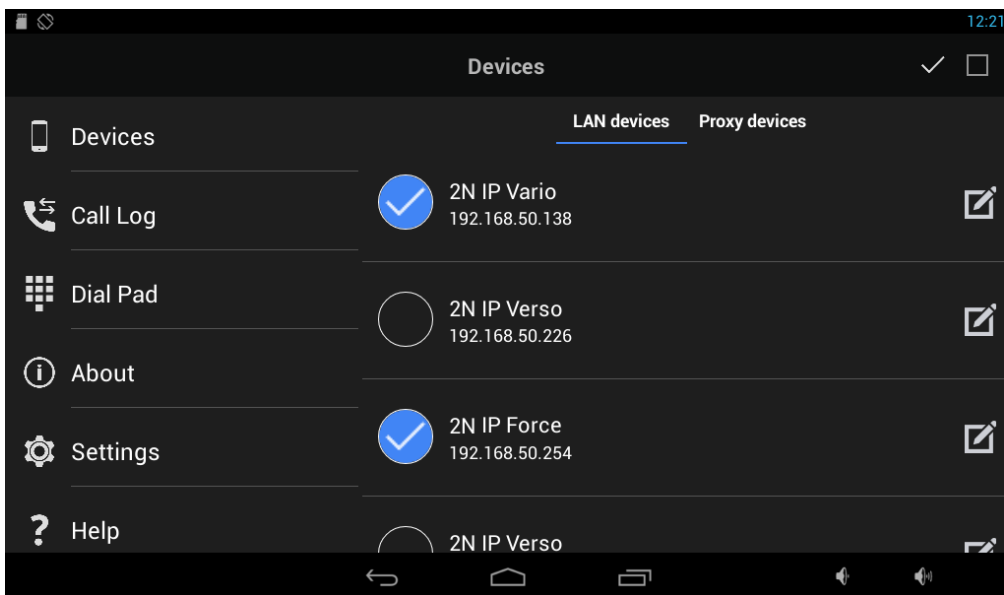 12:21
Devices
LAN devices Proxy devices
Devices
Call Log
Dial Pad
About
Settings
Help
2N IP Vario
192.168.50.138
2N IP Verso
192.168.50.226
2N IP Force
192.168.50.254
2N IP Verso